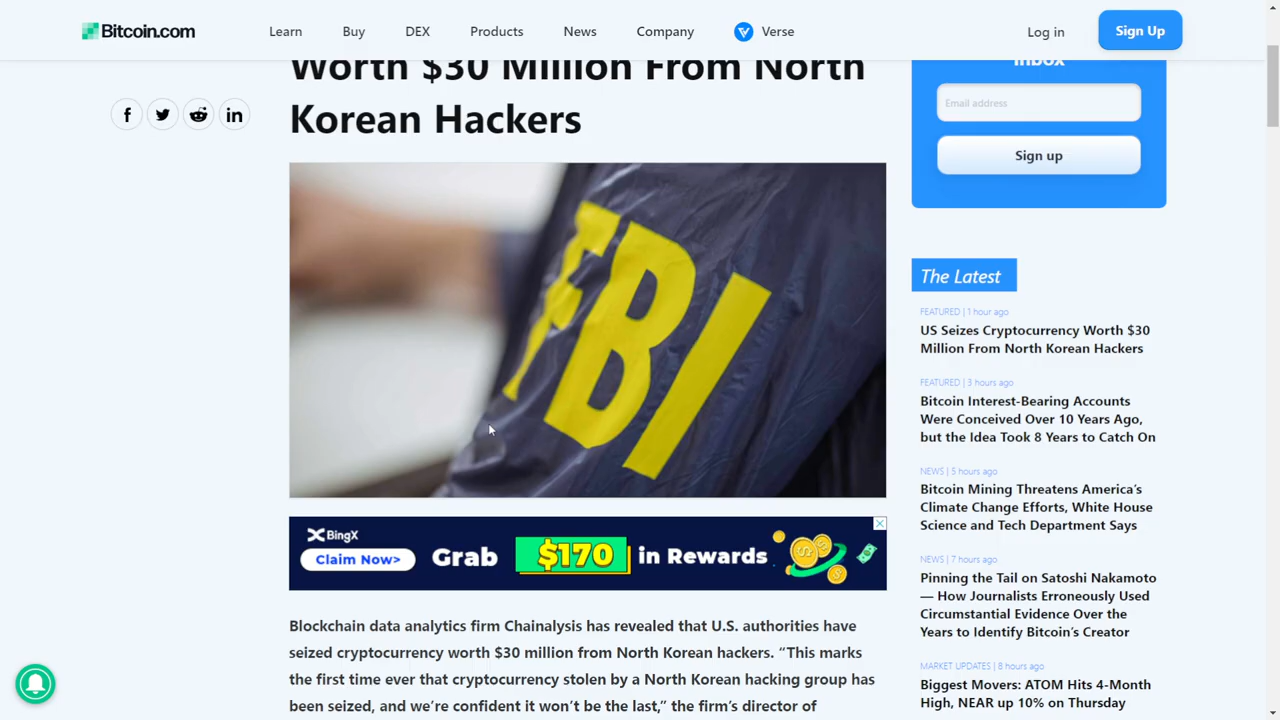 Bitcoin.com
Learn
Buy
DEX
Products
News
Company
Verse
Log in
Sign Up
Worth $30 Million From North
Korean Hackers
FBI
BingX
Claim Now>
Grab $170 in Rewards
Blockchain data analytics firm Chainalysis has revealed that U.S. authorities have
seized cryptocurrency worth $30 million from North Korean hackers. “This marks
the first time ever that cryptocurrency stolen by a North Korean hacking group has
been seized, and we’re confident it won’t be the last,” the firm’s director of
inbox
Email address
Sign up
The Latest
FEATURED | 1 hour ago
US Seizes Cryptocurrency Worth $30
Million From North Korean Hackers
FEATURED | 3 hours ago
Bitcoin Interest-Bearing Accounts
Were Conceived Over 10 Years Ago,
but the Idea Took 8 Years to Catch On
NEWS | 5 hours ago
Bitcoin Mining Threatens America’s
Climate Change Efforts, White House
Science and Tech Department Says
NEWS | 7 hours ago
Pinning the Tail on Satoshi Nakamoto
— How Journalists Erroneously Used
Circumstantial Evidence Over the
Years to Identify Bitcoin’s Creator
MARKET UPDATES | 8 hours ago
Biggest Movers: ATOM Hits 4-Month
High, NEAR up 10% on Thursday